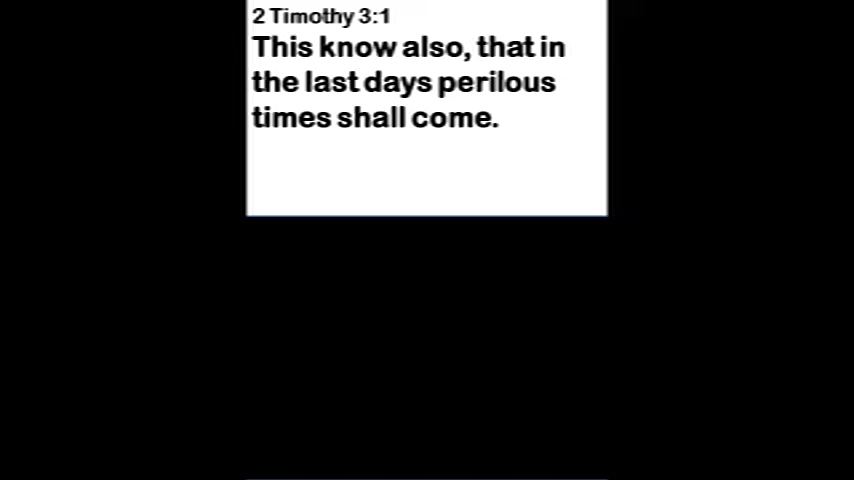 2 Timothy 3:1
This know also, that in
the last days perilous
times shall come.